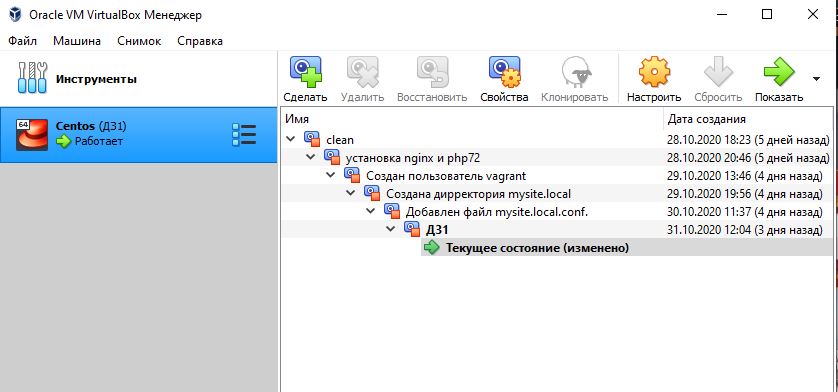 Oracle VM VirtualBox Менеджер
Файл Машина Снимок Справка
Инструменты
64
Centos (Д31)
Работает
Сделать Удалить Восстановить Свойства Клонировать Настроить Сбросить Показать
Имя Дата создания
clean 28.10.2020 18:23 (5 дней назад)
установка nginx и php72 28.10.2020 20:46 (5 дней назад)
Создан пользователь vagrant 29.10.2020 13:46 (4 дня назад)
Создана дирректория mysite.local 29.10.2020 19:56 (4 дня назад)
Добавлен файл mysite.local.conf. 30.10.2020 11:37 (4 дня назад)
Д31 31.10.2020 12:04 (3 дня назад)
Текущее состояние (изменено)